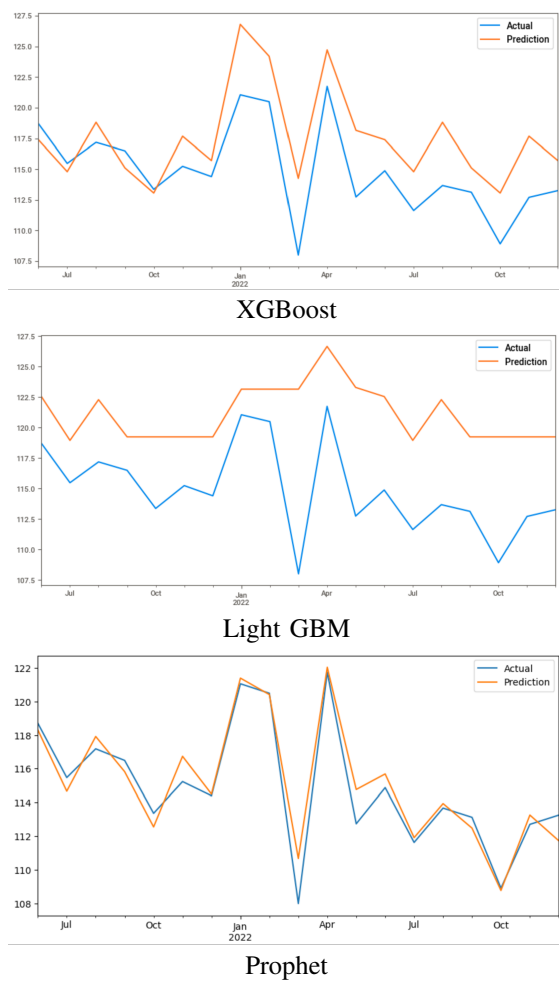 127.5
Actual
Prediction
125.0
122.5
120.0
117.5
115.0
112.5
110.0
107.5
Jul
Oct
Jan
2022
Apr
Jul
Oct
XGBoost
127.5
Actual
Prediction
125.0
122.5
120.0
117.5
115.0
112.5
110.0
107.5
Jul
Oct
Jan
2022
Apr
Jul
Oct
Light GBM
122
Actual
Prediction
120
118
116
114
112
110
108
Jul
Oct
Jan
2022
Apr
Jul
Oct
Prophet